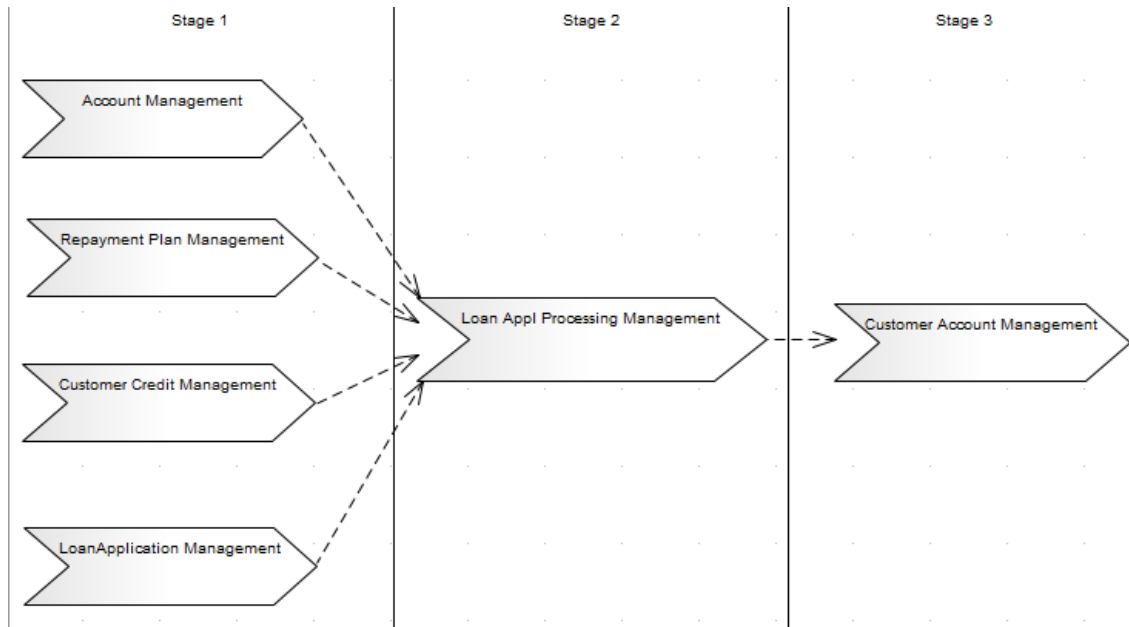 Stage 1
Stage 2
Stage 3
Account Management
Repayment Plan Management
Customer Credit Management
LoanApplication Management
Loan Appl Processing Management
Customer Account Management